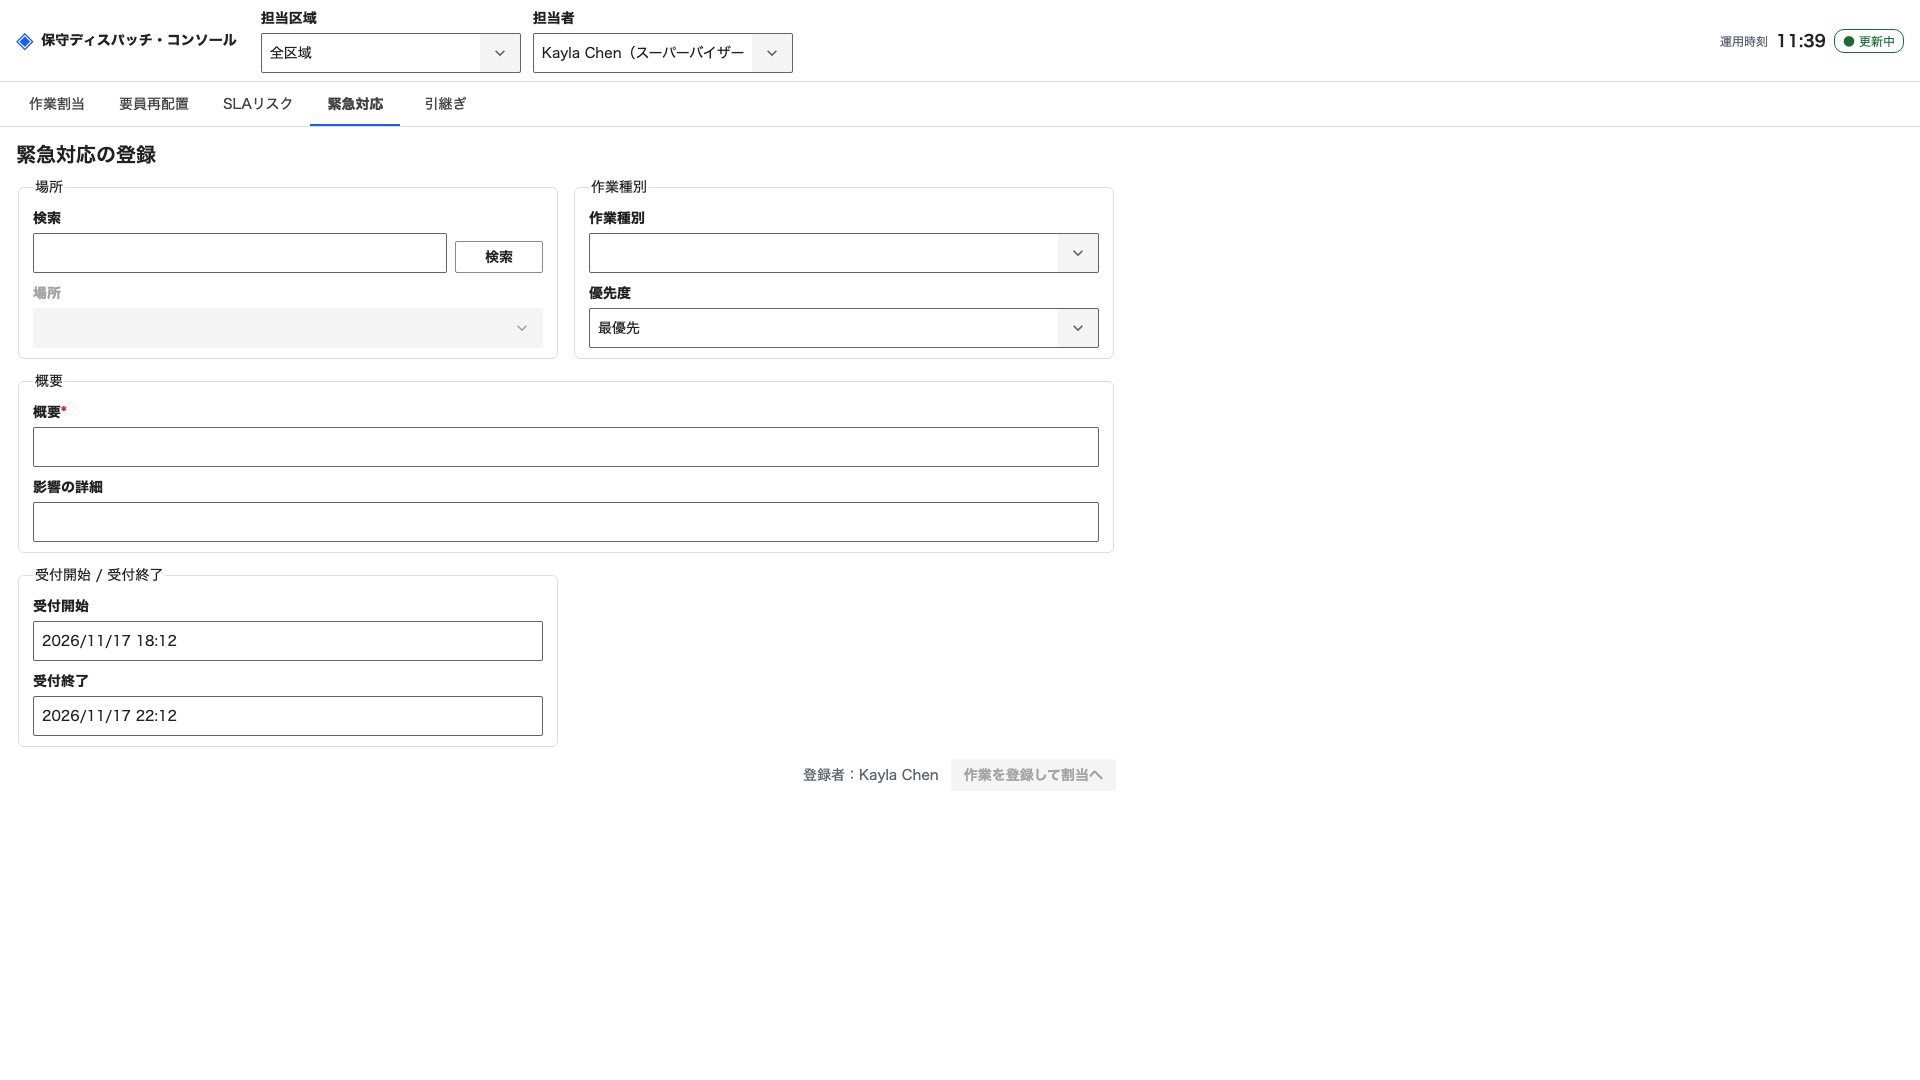 保守ディスパッチ・コンソール
担当区域
全区域
担当者
Kayla Chen（スーパーバイザー
運用時刻 11:39 更新中
作業割当 要員再配置 SLAリスク 緊急対応 引継ぎ
緊急対応の登録
場所
検索
検索
場所
作業種別
作業種別
優先度
最優先
概要
概要*
影響の詳細
受付開始 / 受付終了
受付開始
2026/11/17 18:12
受付終了
2026/11/17 22:12
登録者：Kayla Chen 作業を登録して割当へ